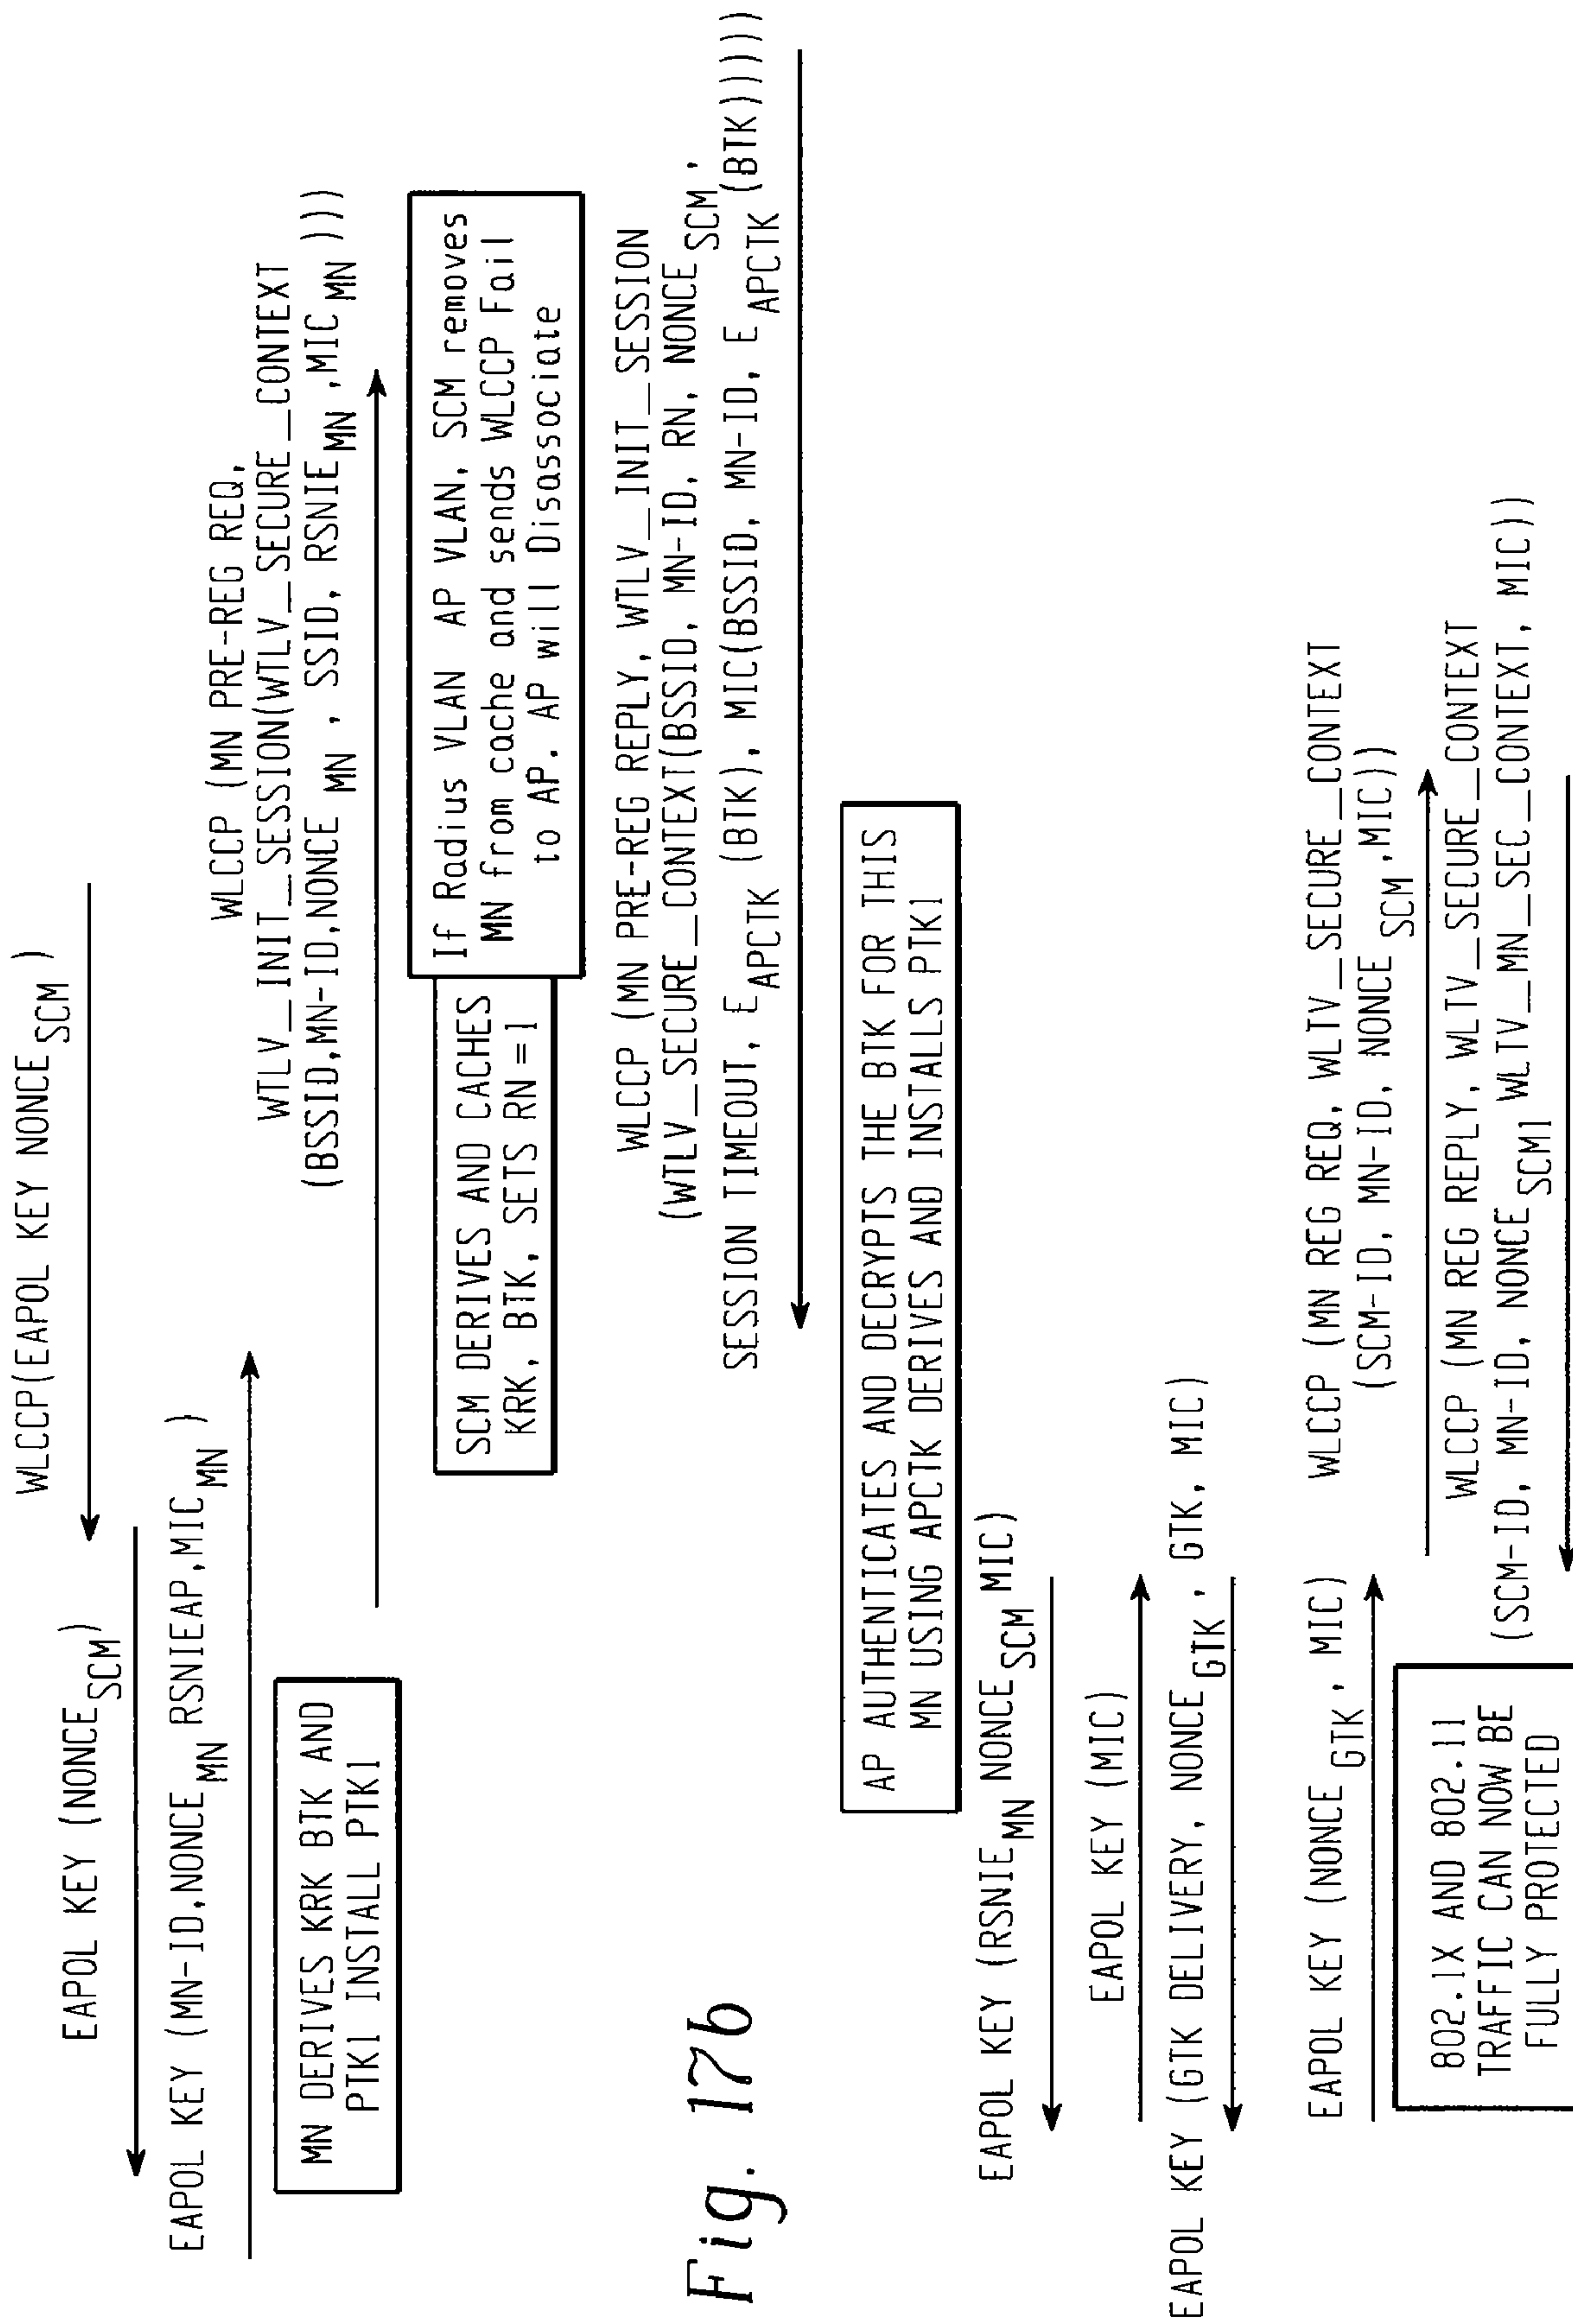 WLCCP(EAPOL KEY NONCE SCM )
EAPOL KEY (NONCE SCM)
EAPOL KEY (MN-ID,NONCE MN RSNIEAP,MIC MN )
MN DERIVES KRK BTK AND
PTK1 INSTALL PTK1
WLCCP (MN PRE-REG REQ,
WTLV_INIT_SESSION(WTLV_SECURE_CONTEXT
(BSSID,MN-ID,NONCE MN , SSID, RSNIE MN ,MIC MN )))
SCM DERIVES AND CACHES
KRK, BTK, SETS RN = 1
If Radius VLAN AP VLAN, SCM removes
MN from cache and sends WLCCP Fail
to AP. AP will Disassociate
WLCCP (MN PRE-REG REPLY, WTLV_INIT_SESSION
(WTLV_SECURE_CONTEXT(BSSID, MN-ID, RN, NONCE SCM ,
SESSION TIMEOUT, E APCTK (BTK), MIC(BSSID, MN-ID, E APCTK (BTK)))))
Fig. 17b
AP AUTHENTICATES AND DECRYPTS THE BTK FOR THIS
MN USING APCTK DERIVES AND INSTALLS PTK1
EAPOL KEY (RSNIE MN NONCE SCM MIC)
EAPOL KEY (MIC)
EAPOL KEY (GTK DELIVERY, NONCE GTK , GTK, MIC)
EAPOL KEY (NONCE GTK , MIC)
WLCCP (MN REG REQ, WLTV_SECURE_CONTEXT
(SCM-ID, MN-ID, NONCE SCM ,MIC))
802.1X AND 802.11
TRAFFIC CAN NOW BE
FULLY PROTECTED
WLCCP (MN REG REPLY, WLTV_SECURE_CONTEXT
(SCM-ID, MN-ID, NONCE SCM1 WLTV_MN_SEC_CONTEXT, MIC))